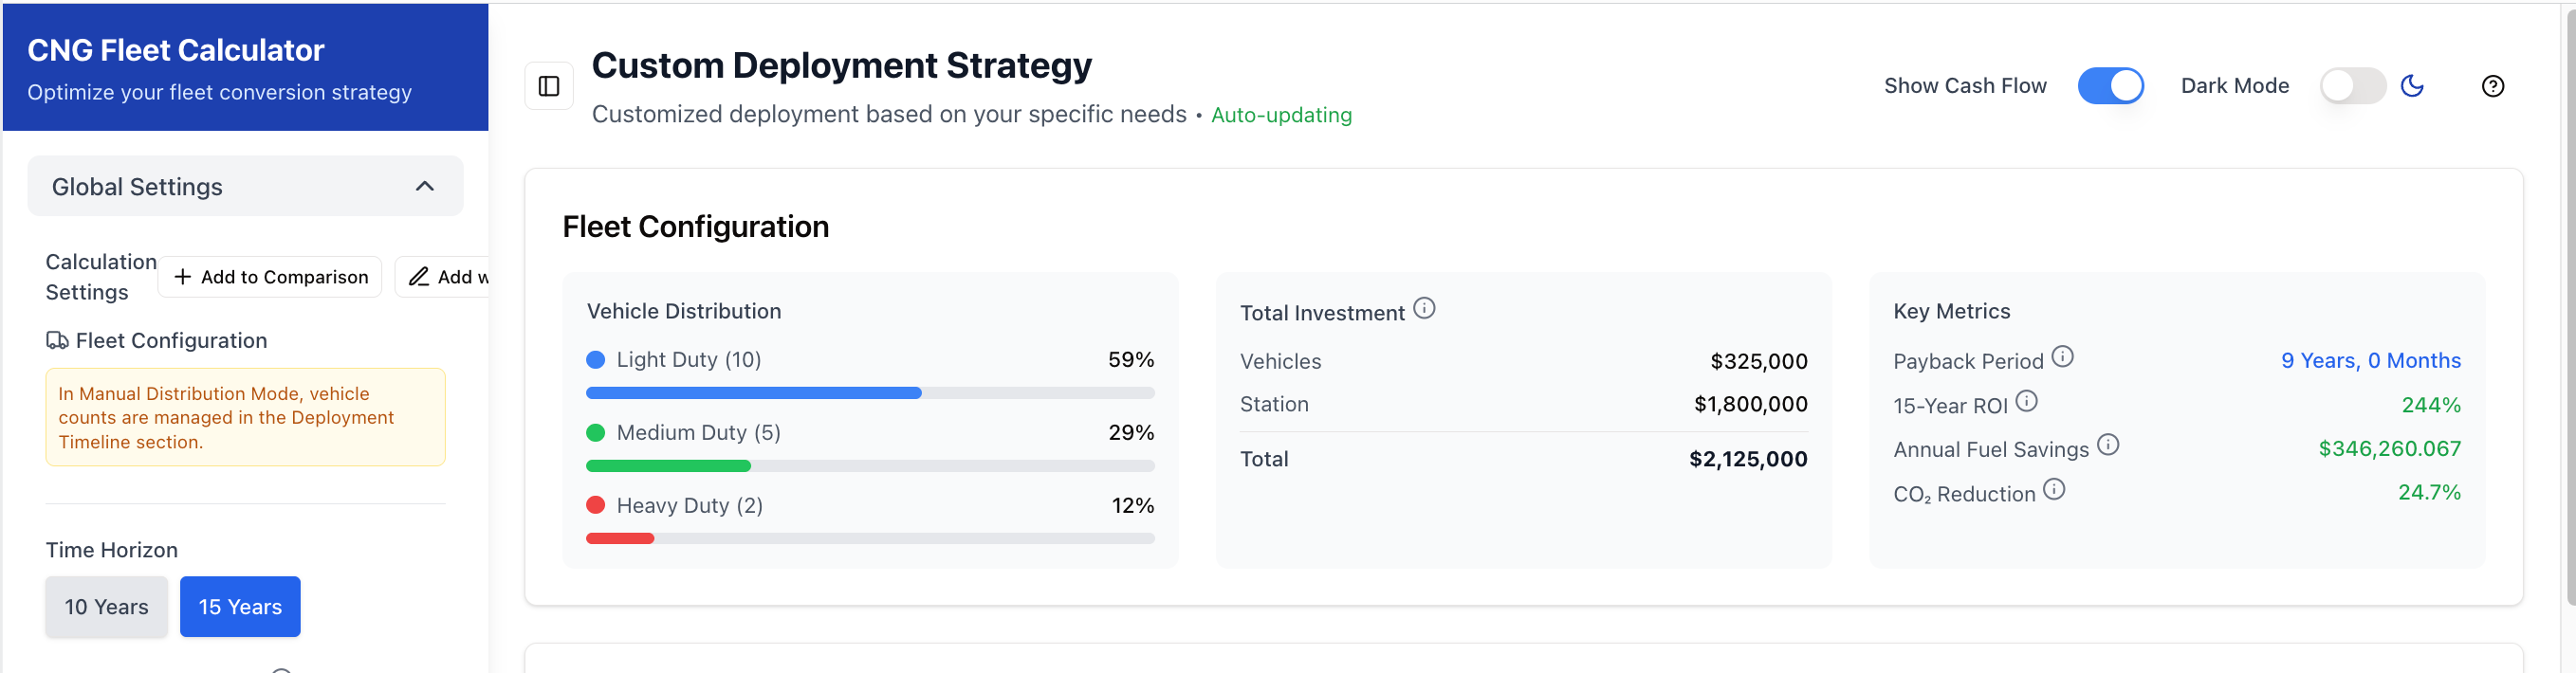 CNG Fleet Calculator
Optimize your fleet conversion strategy
Global Settings
Calculation
Settings
Add to Comparison
Add w
Fleet Configuration
In Manual Distribution Mode, vehicle
counts are managed in the Deployment
Timeline section.
Time Horizon
10 Years
15 Years
Custom Deployment Strategy
Customized deployment based on your specific needs • Auto-updating
Show Cash Flow
Dark Mode
Fleet Configuration
Vehicle Distribution
Light Duty (10) 59%
Medium Duty (5) 29%
Heavy Duty (2) 12%
Total Investment
Vehicles $325,000
Station $1,800,000
Total $2,125,000
Key Metrics
Payback Period 9 Years, 0 Months
15-Year ROI 244%
Annual Fuel Savings $346,260.067
CO₂ Reduction 24.7%